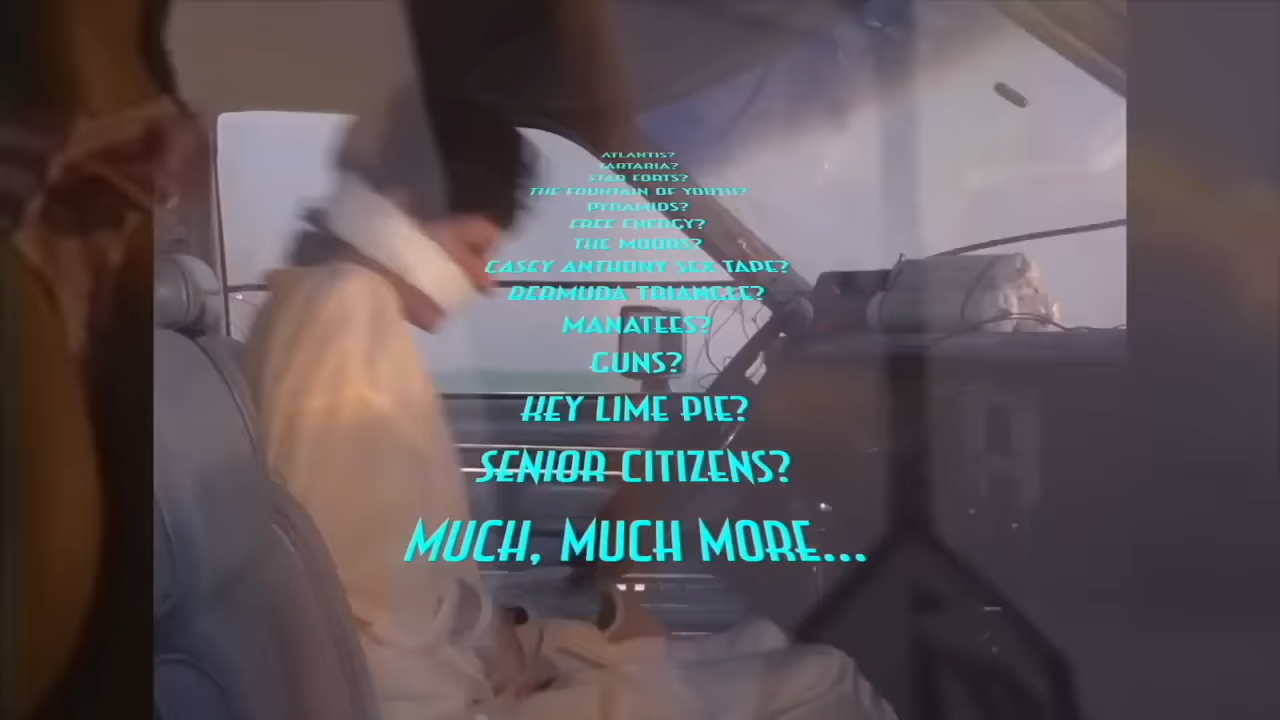 ATLANTIS?
TARTARIA?
STAR FORTS?
THE FOUNTAIN OF YOUTH?
PYRAMIDS?
FREE ENERGY?
THE MOORS?
CASEY ANTHONY SEX TAPE?
BERMUDA TRIANGLE?
MANATEES?
GUNS?
KEY LIME PIE?
SENIOR CITIZENS?
MUCH, MUCH MORE...